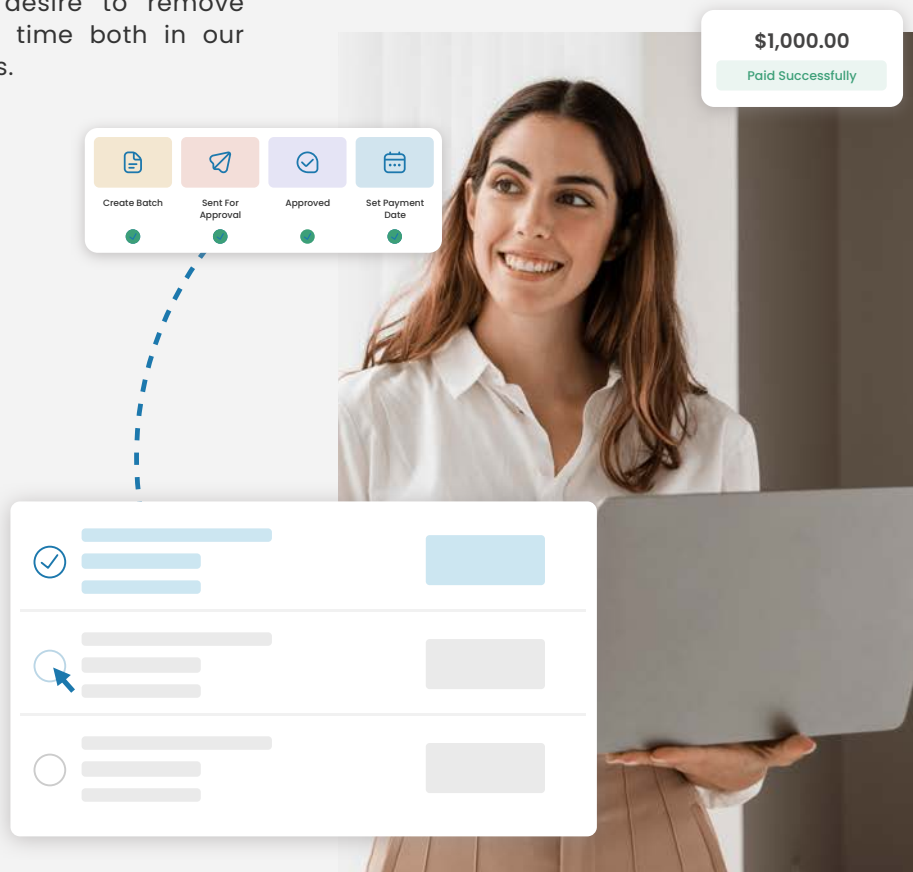 desire to remove
time both in our
s.
$1,000.00
Paid Successfully
Create Batch
Sent For
Approval
Approved
Set Payment
Date